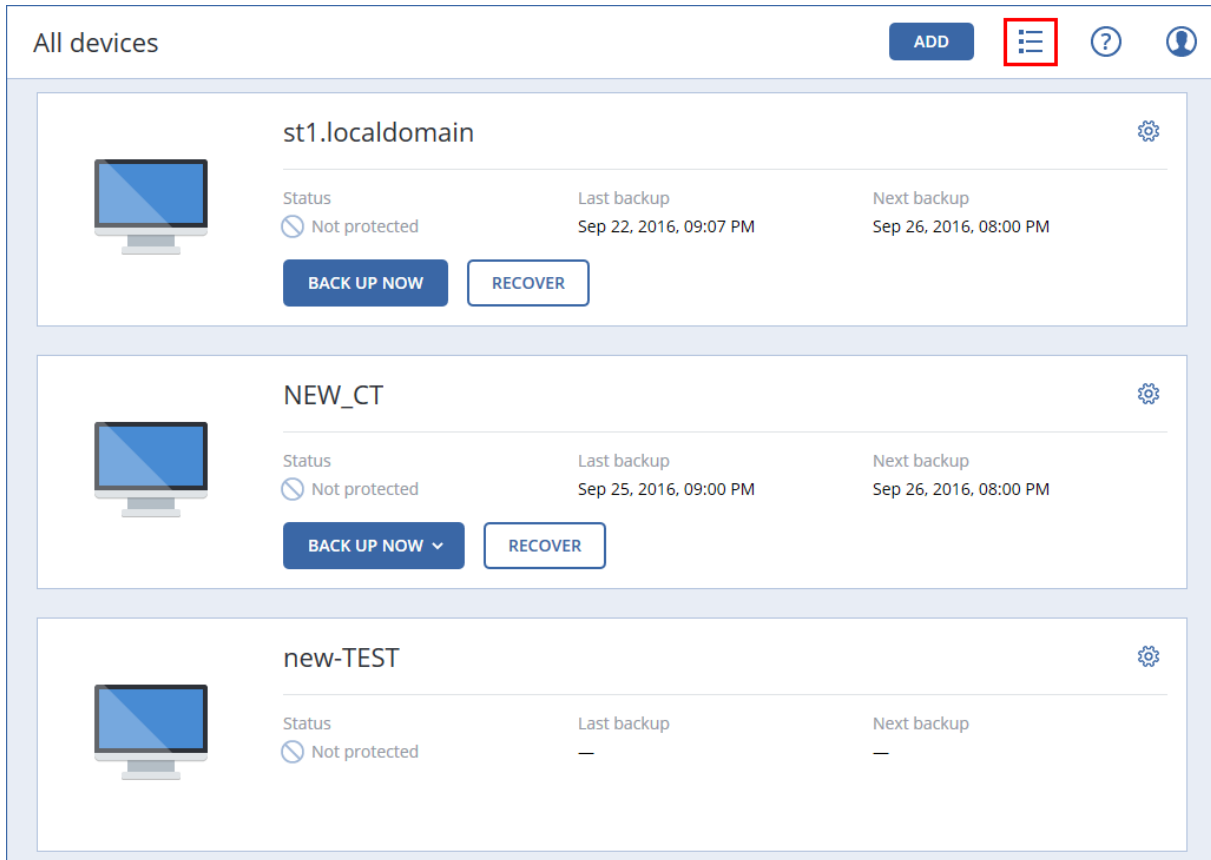 All devices
ADD
?
st1.localdomain
Status Last backup Next backup
Not protected Sep 22, 2016, 09:07 PM Sep 26, 2016, 08:00 PM
BACK UP NOW RECOVER
NEW_CT
Status Last backup Next backup
Not protected Sep 25, 2016, 09:00 PM Sep 26, 2016, 08:00 PM
BACK UP NOW RECOVER
new-TEST
Status Last backup Next backup
Not protected — —